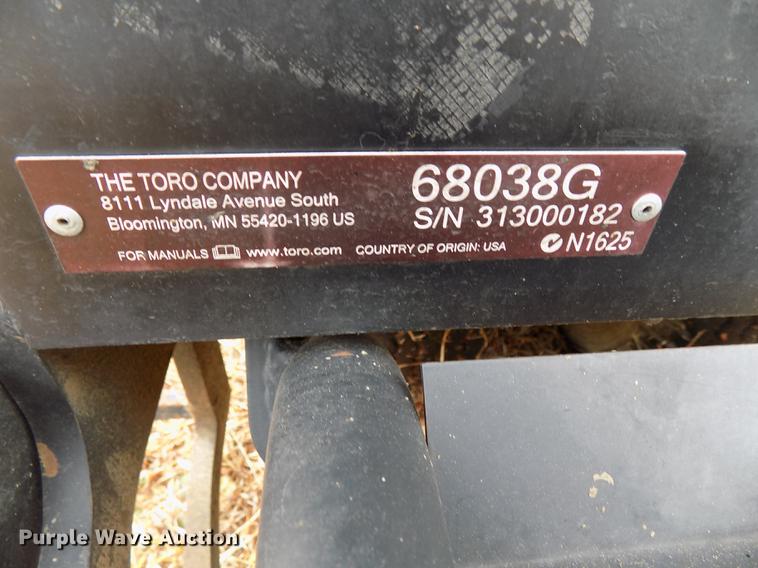 THE TORO COMPANY
8111 Lyndale Avenue South
Bloomington, MN 55420-1196 US
68038G
S/N 313000182
FOR MANUALS www.toro.com COUNTRY OF ORIGIN: USA N1625
Purple Wave Auction